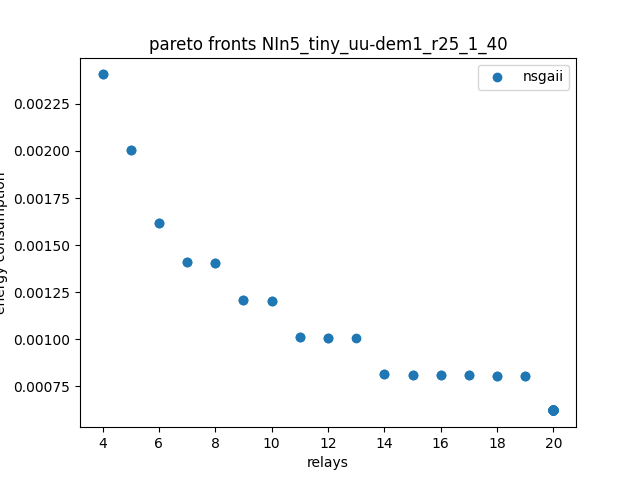 pareto fronts NIn5_tiny_uu-dem1_r25_1_40
nsgaii
0.00225
0.00200
0.00175
0.00150
0.00125
0.00100
0.00075
energy consumption
4 6 8 10 12 14 16 18 20
relays